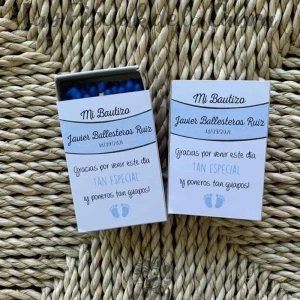 Mi Bautizo
Javier Ballesteros Ruiz
Gracias por venir este día
TAN ESPECIAL
¡y poneros tan guapos!
Mi Bautizo
Javier Ballesteros Ruiz
Gracias por venir este día
TAN ESPECIAL
¡y poneros tan guapos!